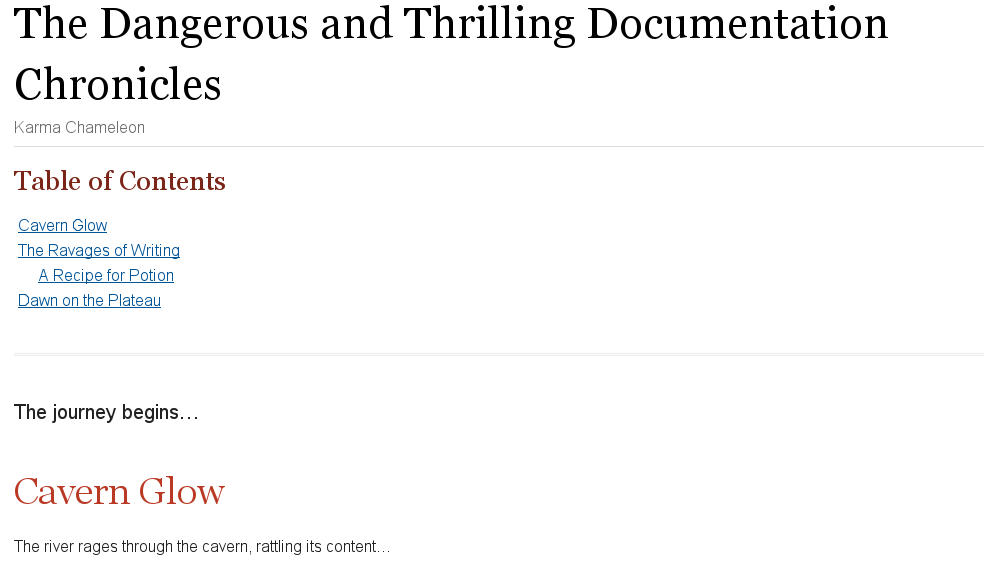 The Dangerous and Thrilling Documentation
Chronicles
Karma Chameleon
Table of Contents
Cavern Glow
The Ravages of Writing
A Recipe for Potion
Dawn on the Plateau
The journey begins…
Cavern Glow
The river rages through the cavern, rattling its content…